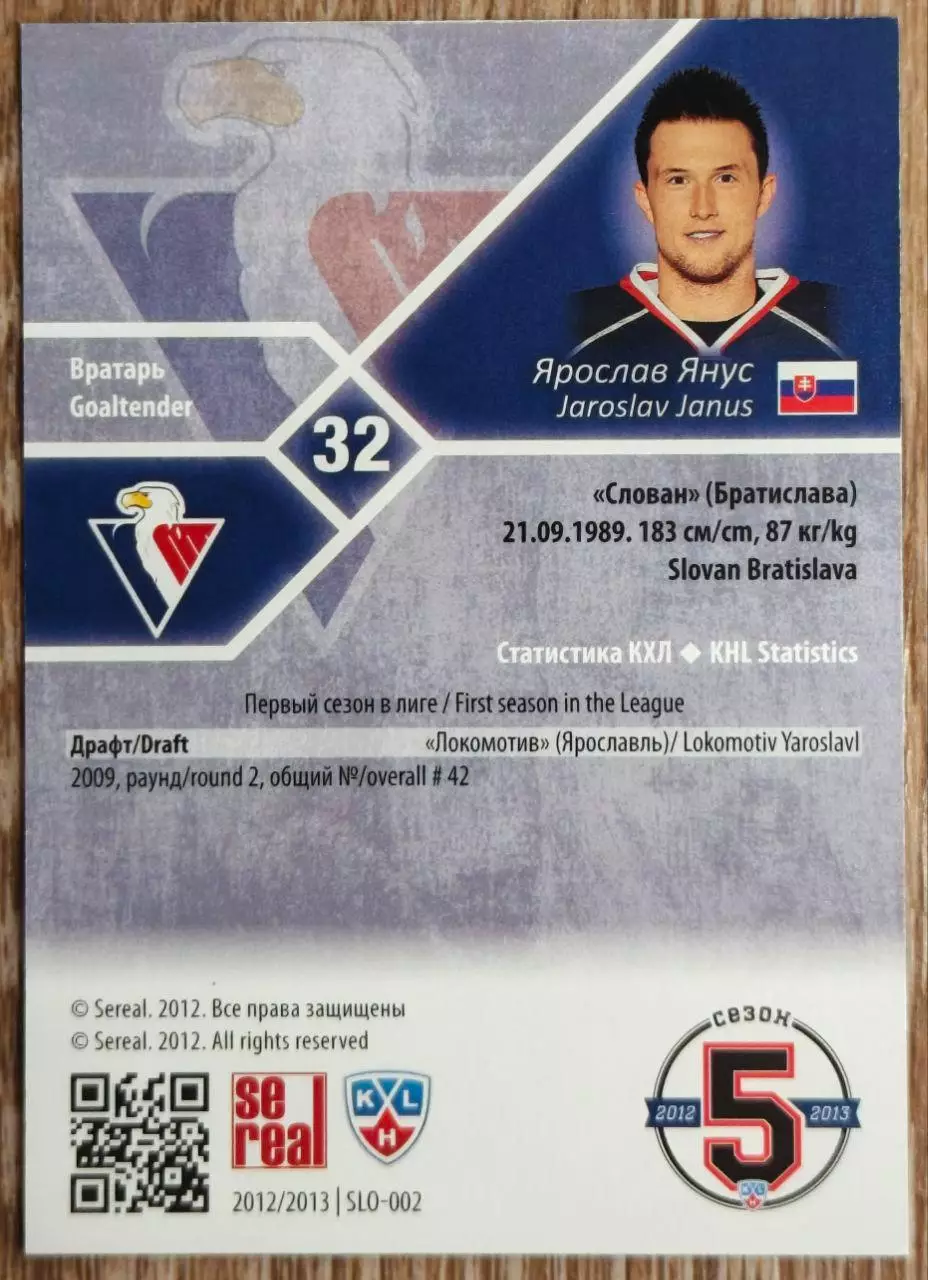 Вратарь
Goaltender
32
Ярослав Янус
Jaroslav Janus
«Слован» (Братислава)
21.09.1989. 183 см/cm, 87 кг/kg
Slovan Bratislava
Статистика КХЛ ◆ KHL Statistics
Первый сезон в лиге / First season in the League
Драфт/Draft «Локомотив» (Ярославль)/ Lokomotiv Yaroslavl
2009, раунд/round 2, общий №/overall # 42
© Sereal. 2012. Все права защищены
© Sereal. 2012. All rights reserved
se real
KHL
2012/2013 | SLO-002
сезон
2012 5 2013